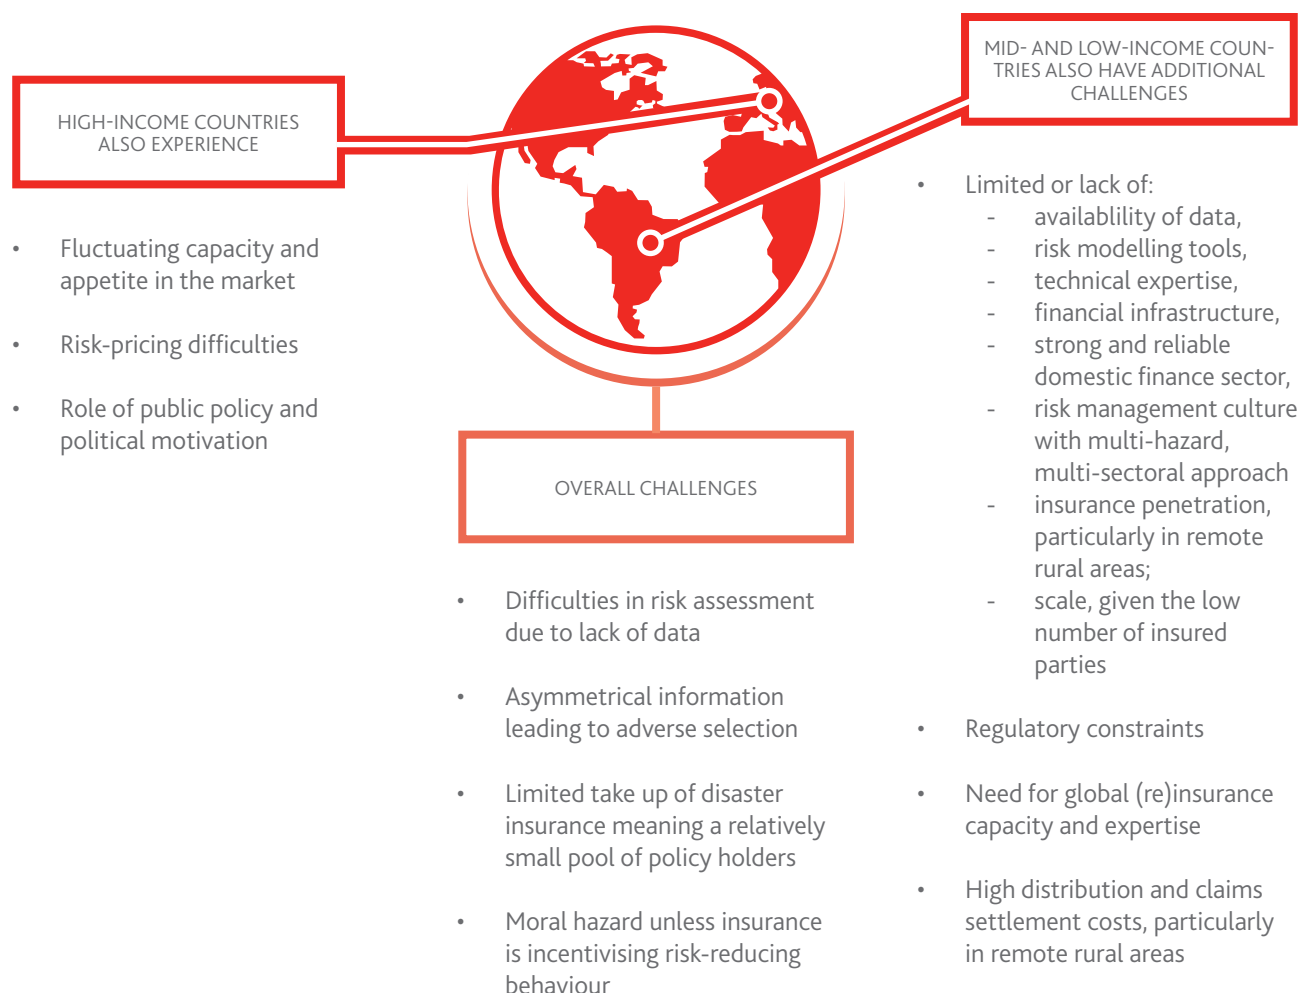 HIGH-INCOME COUNTRIES
ALSO EXPERIENCE
• Fluctuating capacity and
appetite in the market
• Risk-pricing difficulties
• Role of public policy and
political motivation
OVERALL CHALLENGES
• Difficulties in risk assessment
due to lack of data
• Asymmetrical information
leading to adverse selection
• Limited take up of disaster
insurance meaning a relatively
small pool of policy holders
• Moral hazard unless insurance
is incentivising risk-reducing
behaviour
MID- AND LOW-INCOME COUN-
TRIES ALSO HAVE ADDITIONAL
CHALLENGES
• Limited or lack of:
- availablility of data,
- risk modelling tools,
- technical expertise,
- financial infrastructure,
- strong and reliable
domestic finance sector,
- risk management culture
with multi-hazard,
multi-sectoral approach
- insurance penetration,
particularly in remote
rural areas;
- scale, given the low
number of insured
parties
• Regulatory constraints
• Need for global (re)insurance
capacity and expertise
• High distribution and claims
settlement costs, particularly
in remote rural areas